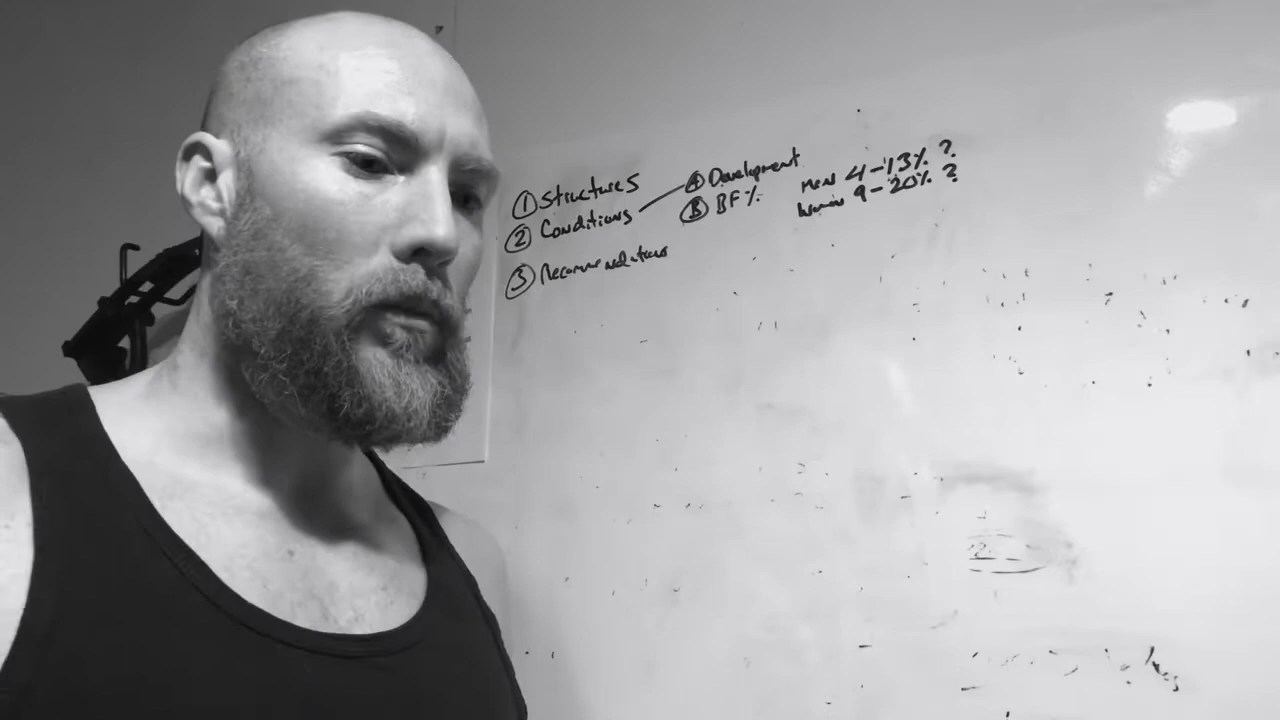 ① Structures
② Conditions
Ⓐ Development
Ⓑ BF%
Men 4-13% ?
Women 9-20% ?
③ Recommendations